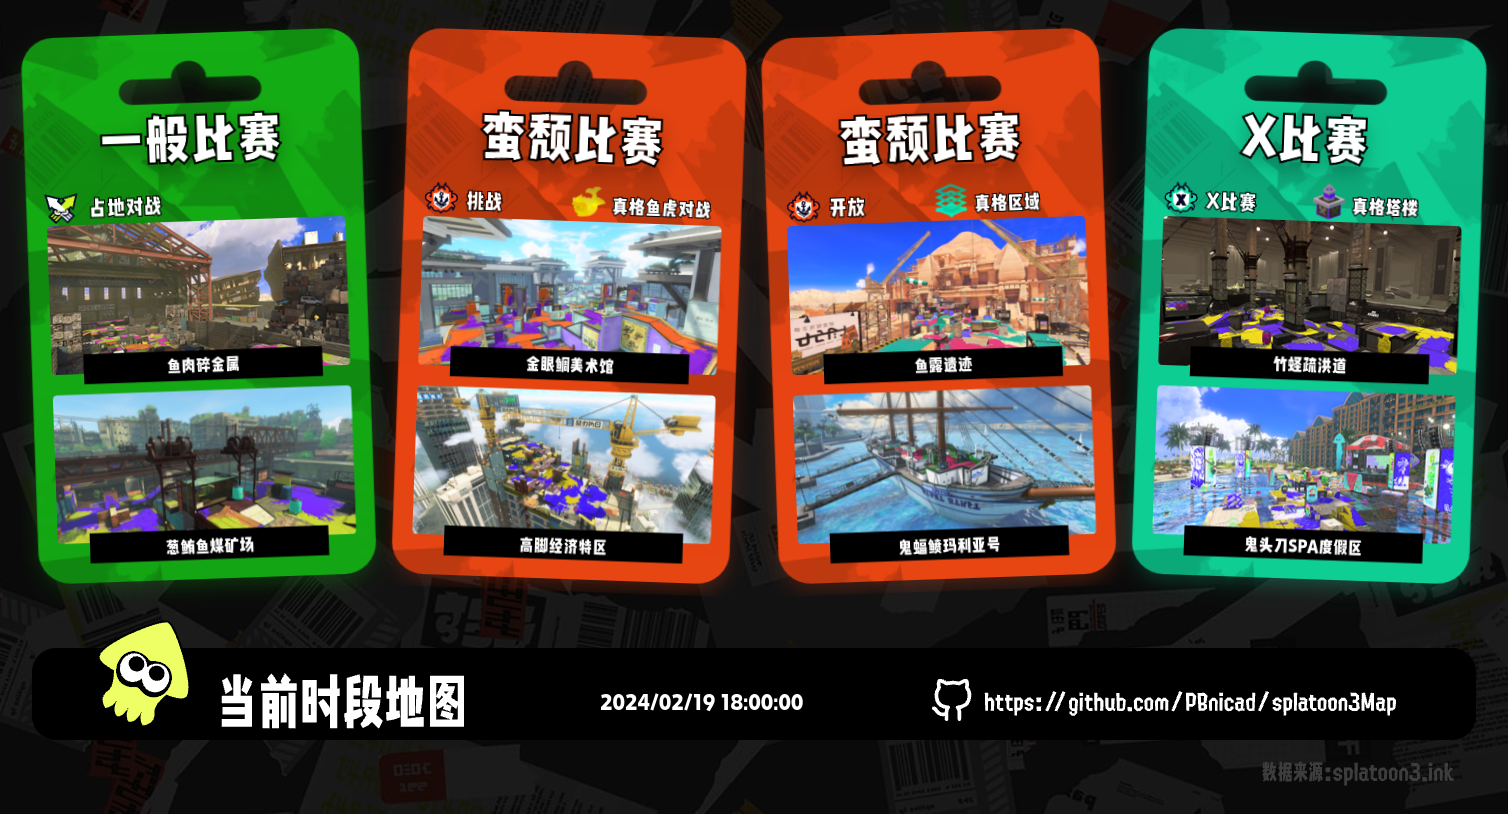 一般比赛
占地对战
鱼肉碎金属
葱鲔鱼煤矿场
蛮颓比赛
挑战
真格鱼虎对战
金眼鲷美术馆
高脚经济特区
蛮颓比赛
开放
真格区域
鱼露遗迹
鬼蝠鲼玛利亚号
X比赛
X比赛
真格塔楼
竹蛏疏洪道
鬼头刀SPA度假区
当前时段地图
2024/02/19 18:00:00
https://github.com/PBnicad/splatoon3Map
数据来源:splatoon3.ink